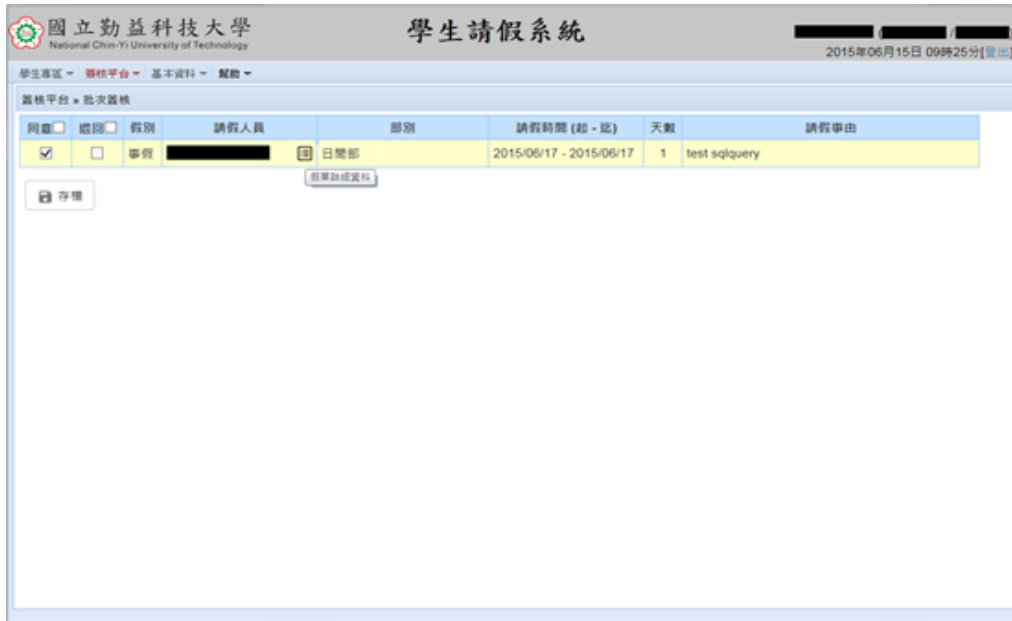 國立勤益科技大學
National Chin-Yi University of Technology
學生請假系統
2015年06月15日 09時25分[登出]
學生專區 簽核平台 基本資料 幫助
簽核平台 » 批次簽核
同意 退回 假別 請假人員 部別 請假時間 (起 - 迄) 天數 請假事由
事假 日間部 2015/06/17 - 2015/06/17 1 test sqlquery
假單詳細資料
存檔